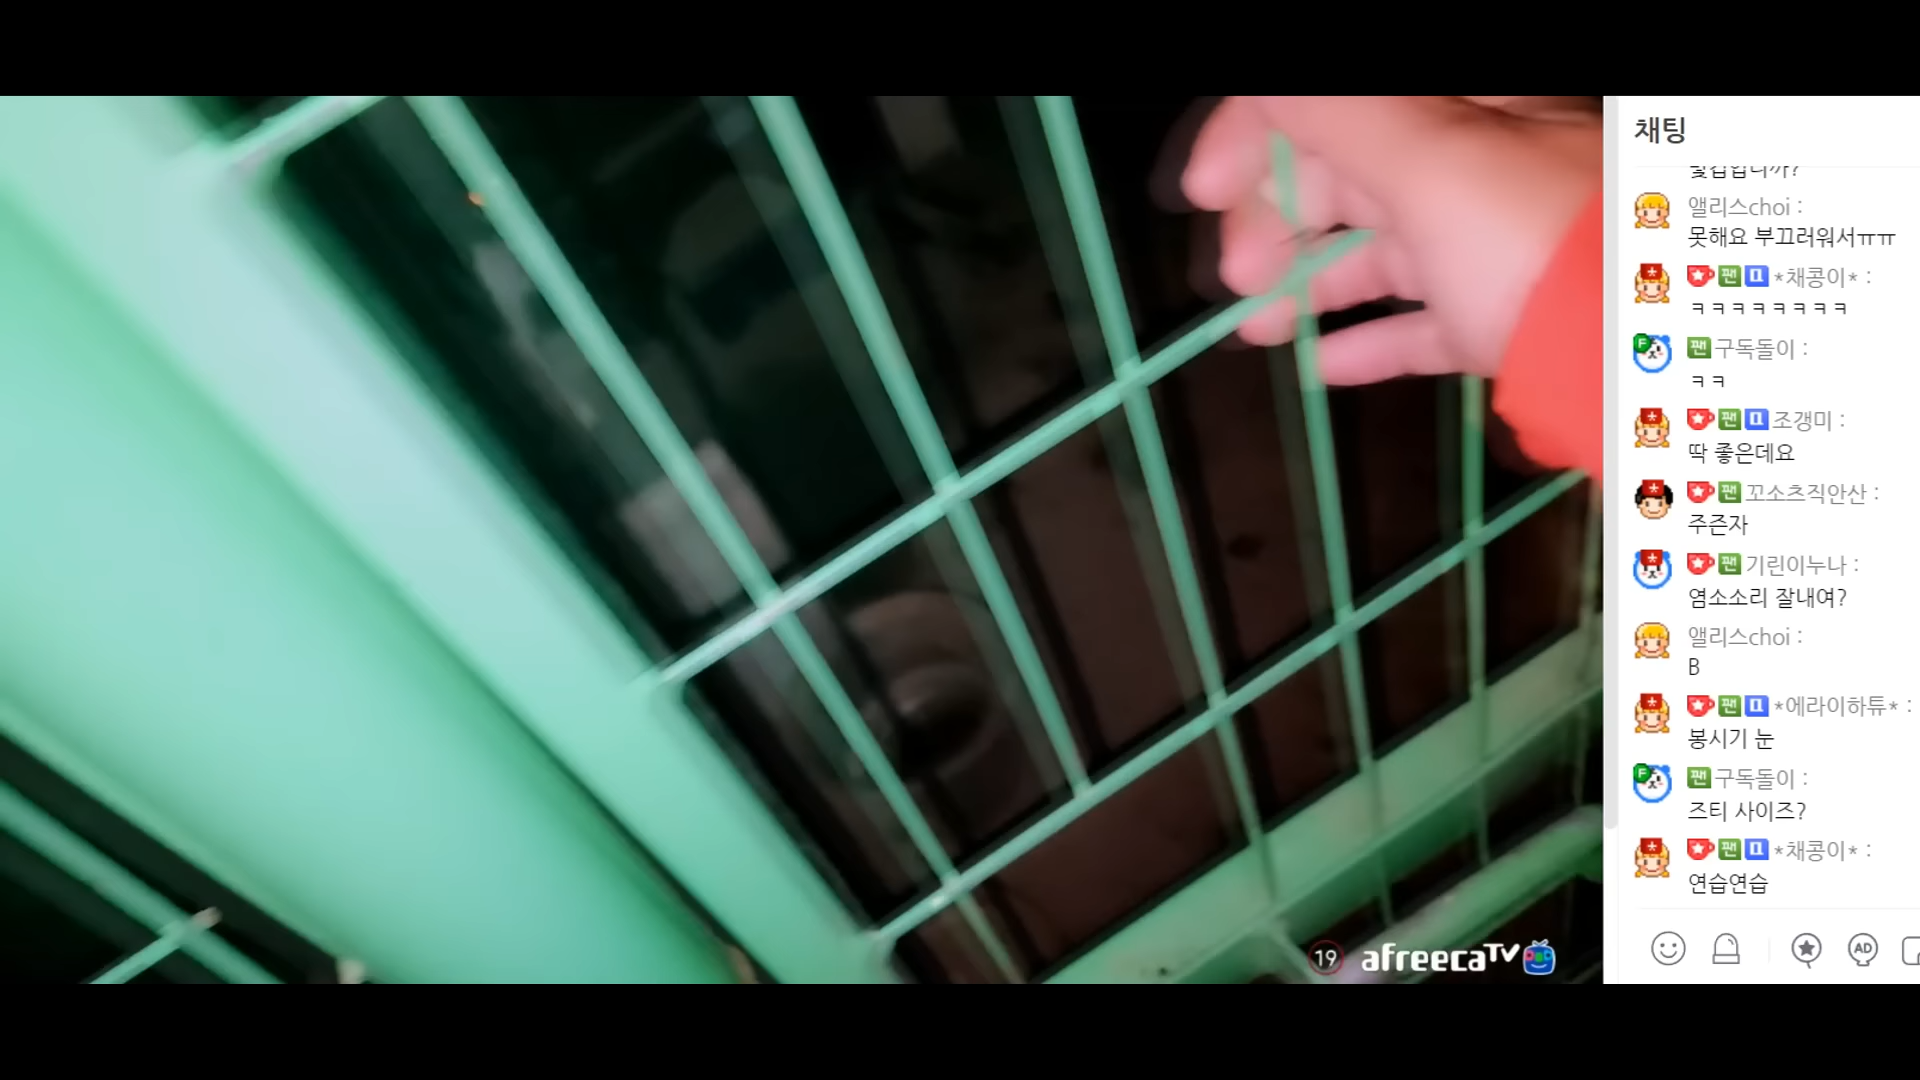 채팅
앨리스choi :
못해요 부끄러워서ㅠㅠ
팬 *채콩이* :
ㅋㅋㅋㅋㅋㅋㅋㅋ
F 팬 구독돌이 :
ㅋㅋ
팬 조갱미 :
딱 좋은데요
팬 꼬소츠직안산 :
주즌자
팬 기린이누나 :
염소소리 잘내여?
앨리스choi :
B
팬 *에라이하튜* :
봉시기 눈
F 팬 구독돌이 :
즈티 사이즈?
팬 *채콩이* :
연습연습
AD
19 afreecaTV